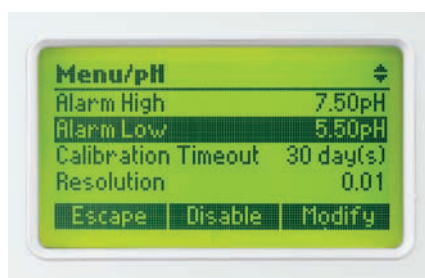 Menu/pH
Alarm High 7.50pH
Alarm Low 5.50pH
Calibration Timeout 30 day(s)
Resolution 0.01
Escape Disable Modify